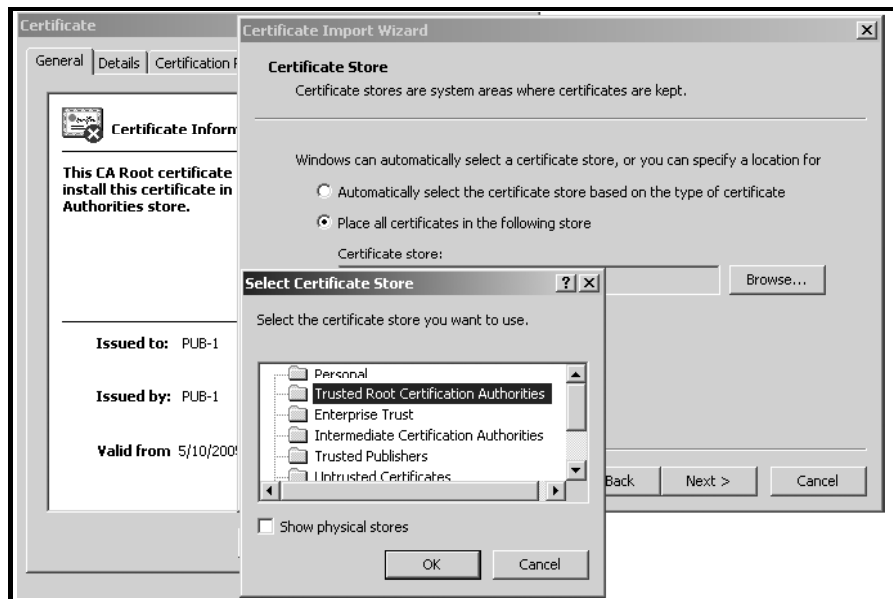 Certificate
General Details Certification
Certificate Inform
This CA Root certificate
install this certificate in
Authorities store.
Issued to: PUB-1
Issued by: PUB-1
Valid from 5/10/200
Certificate Import Wizard
Certificate Store
Certificate stores are system areas where certificates are kept.
Windows can automatically select a certificate store, or you can specify a location for
Automatically select the certificate store based on the type of certificate
Place all certificates in the following store
Certificate store:
Browse...
Back Next > Cancel
Select Certificate Store
Select the certificate store you want to use.
Personal
Trusted Root Certification Authorities
Enterprise Trust
Intermediate Certification Authorities
Trusted Publishers
Untrusted Certificates
Show physical stores
OK Cancel